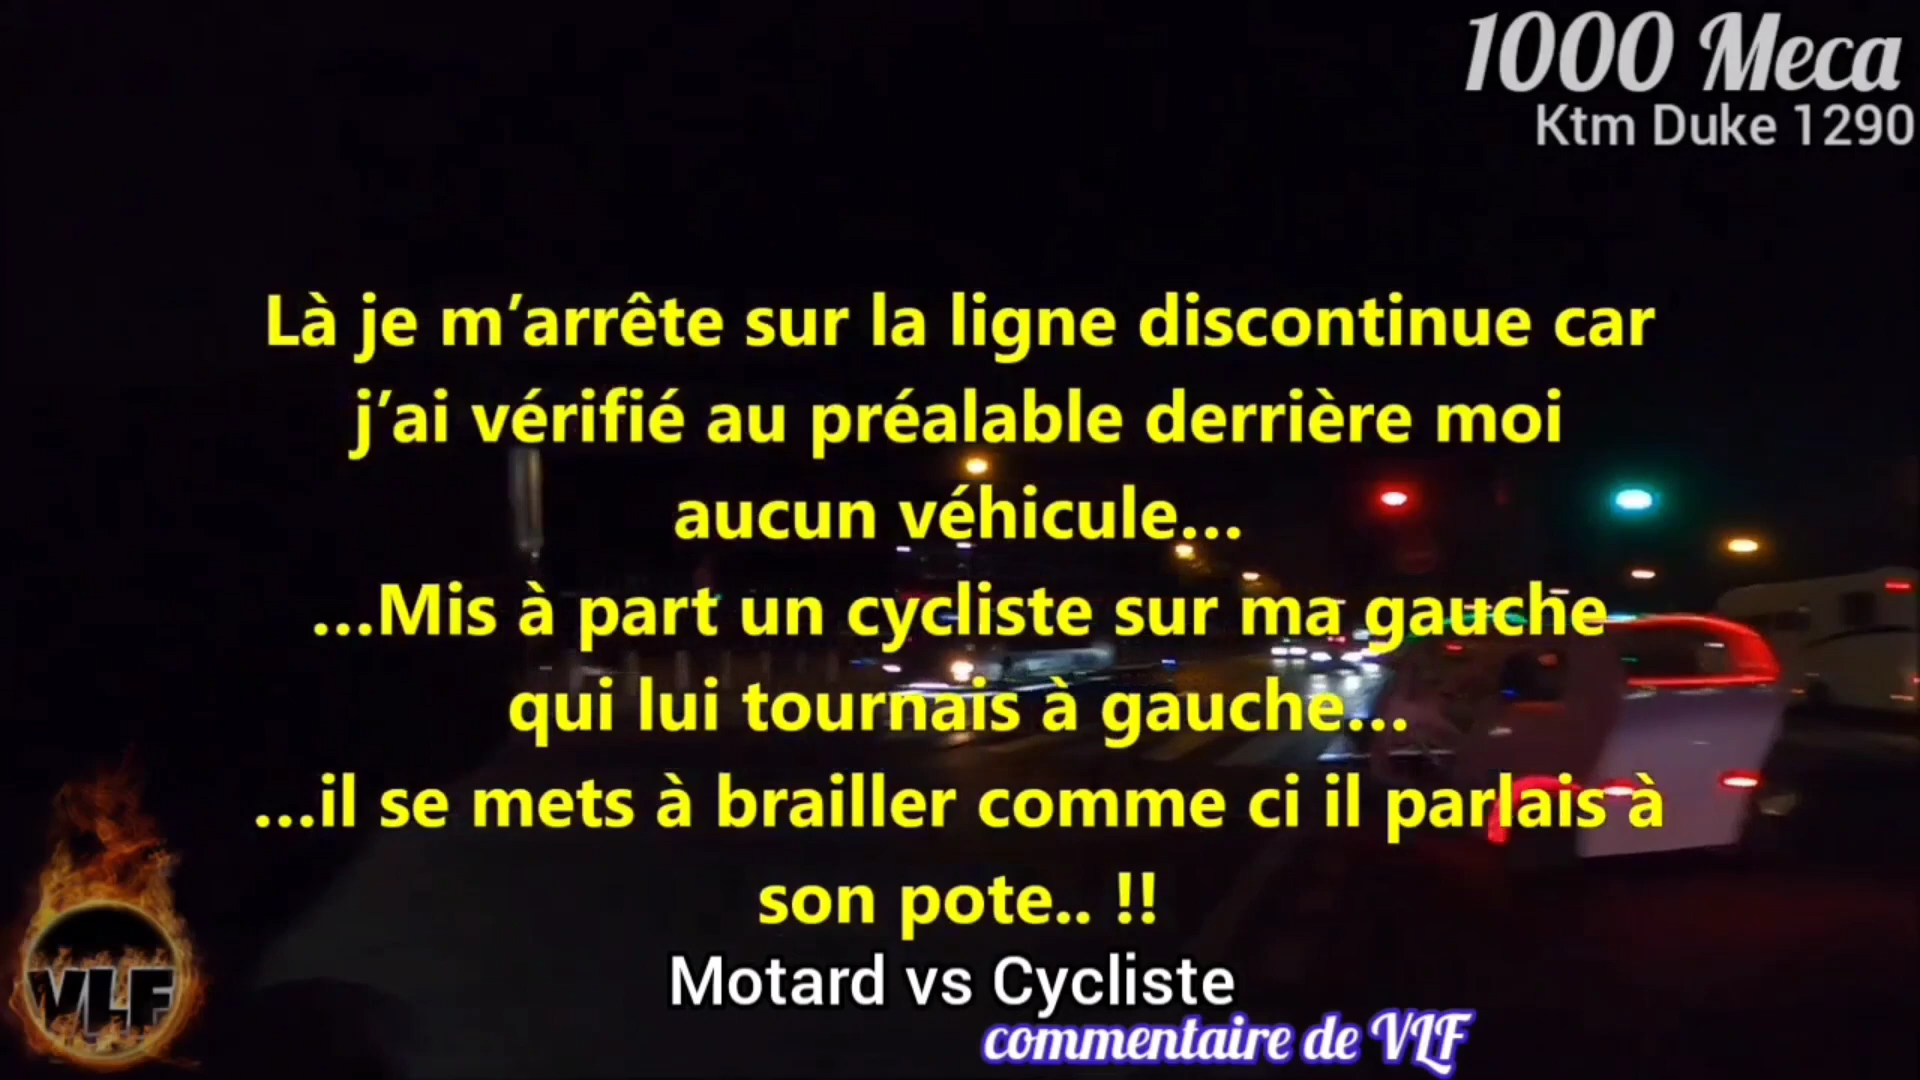 1000 Meca
Ktm Duke 1290
Là je m’arrête sur la ligne discontinue car
j’ai vérifié au préalable derrière moi
aucun véhicule...
...Mis à part un cycliste sur ma gauche
qui lui tournais à gauche...
...il se mets à brailler comme ci il parlais à
son pote.. !!
VLF
Motard vs Cycliste
commentaire de VLF